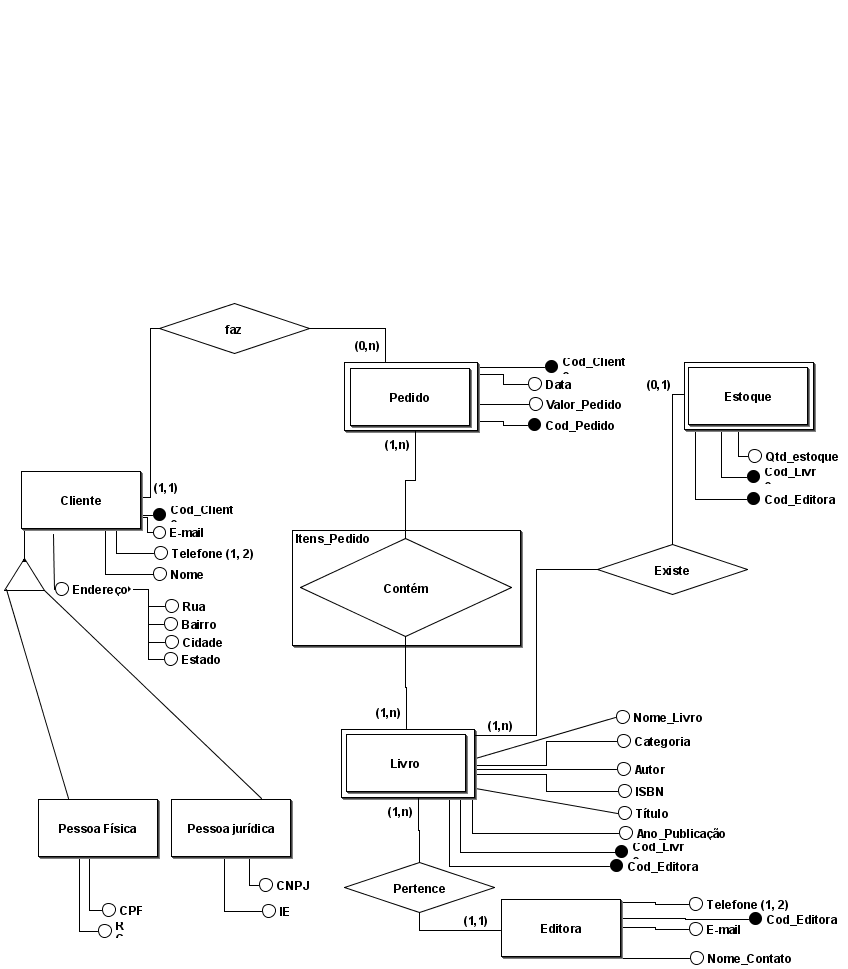 faz
(0,n)
Cod_Client
Pedido
Data
Valor_Pedido
Cod_Pedido
(1,n)
(0,1)
Estoque
Qtd_estoque
Cod_Livr
Cod_Editora
Cliente
(1,1)
Cod_Client
E-mail
Telefone (1, 2)
Nome
Endereço
Rua
Bairro
Cidade
Estado
Itens_Pedido
Contém
Existe
(1,n)
(1,n)
Livro
Nome_Livro
Categoria
Autor
ISBN
Título
Ano_Publicação
Cod_Livr
Cod_Editora
(1,n)
Pessoa Física
Pessoa jurídica
CPF
R
CNPJ
IE
Pertence
(1,1)
Editora
Telefone (1, 2)
Cod_Editora
E-mail
Nome_Contato